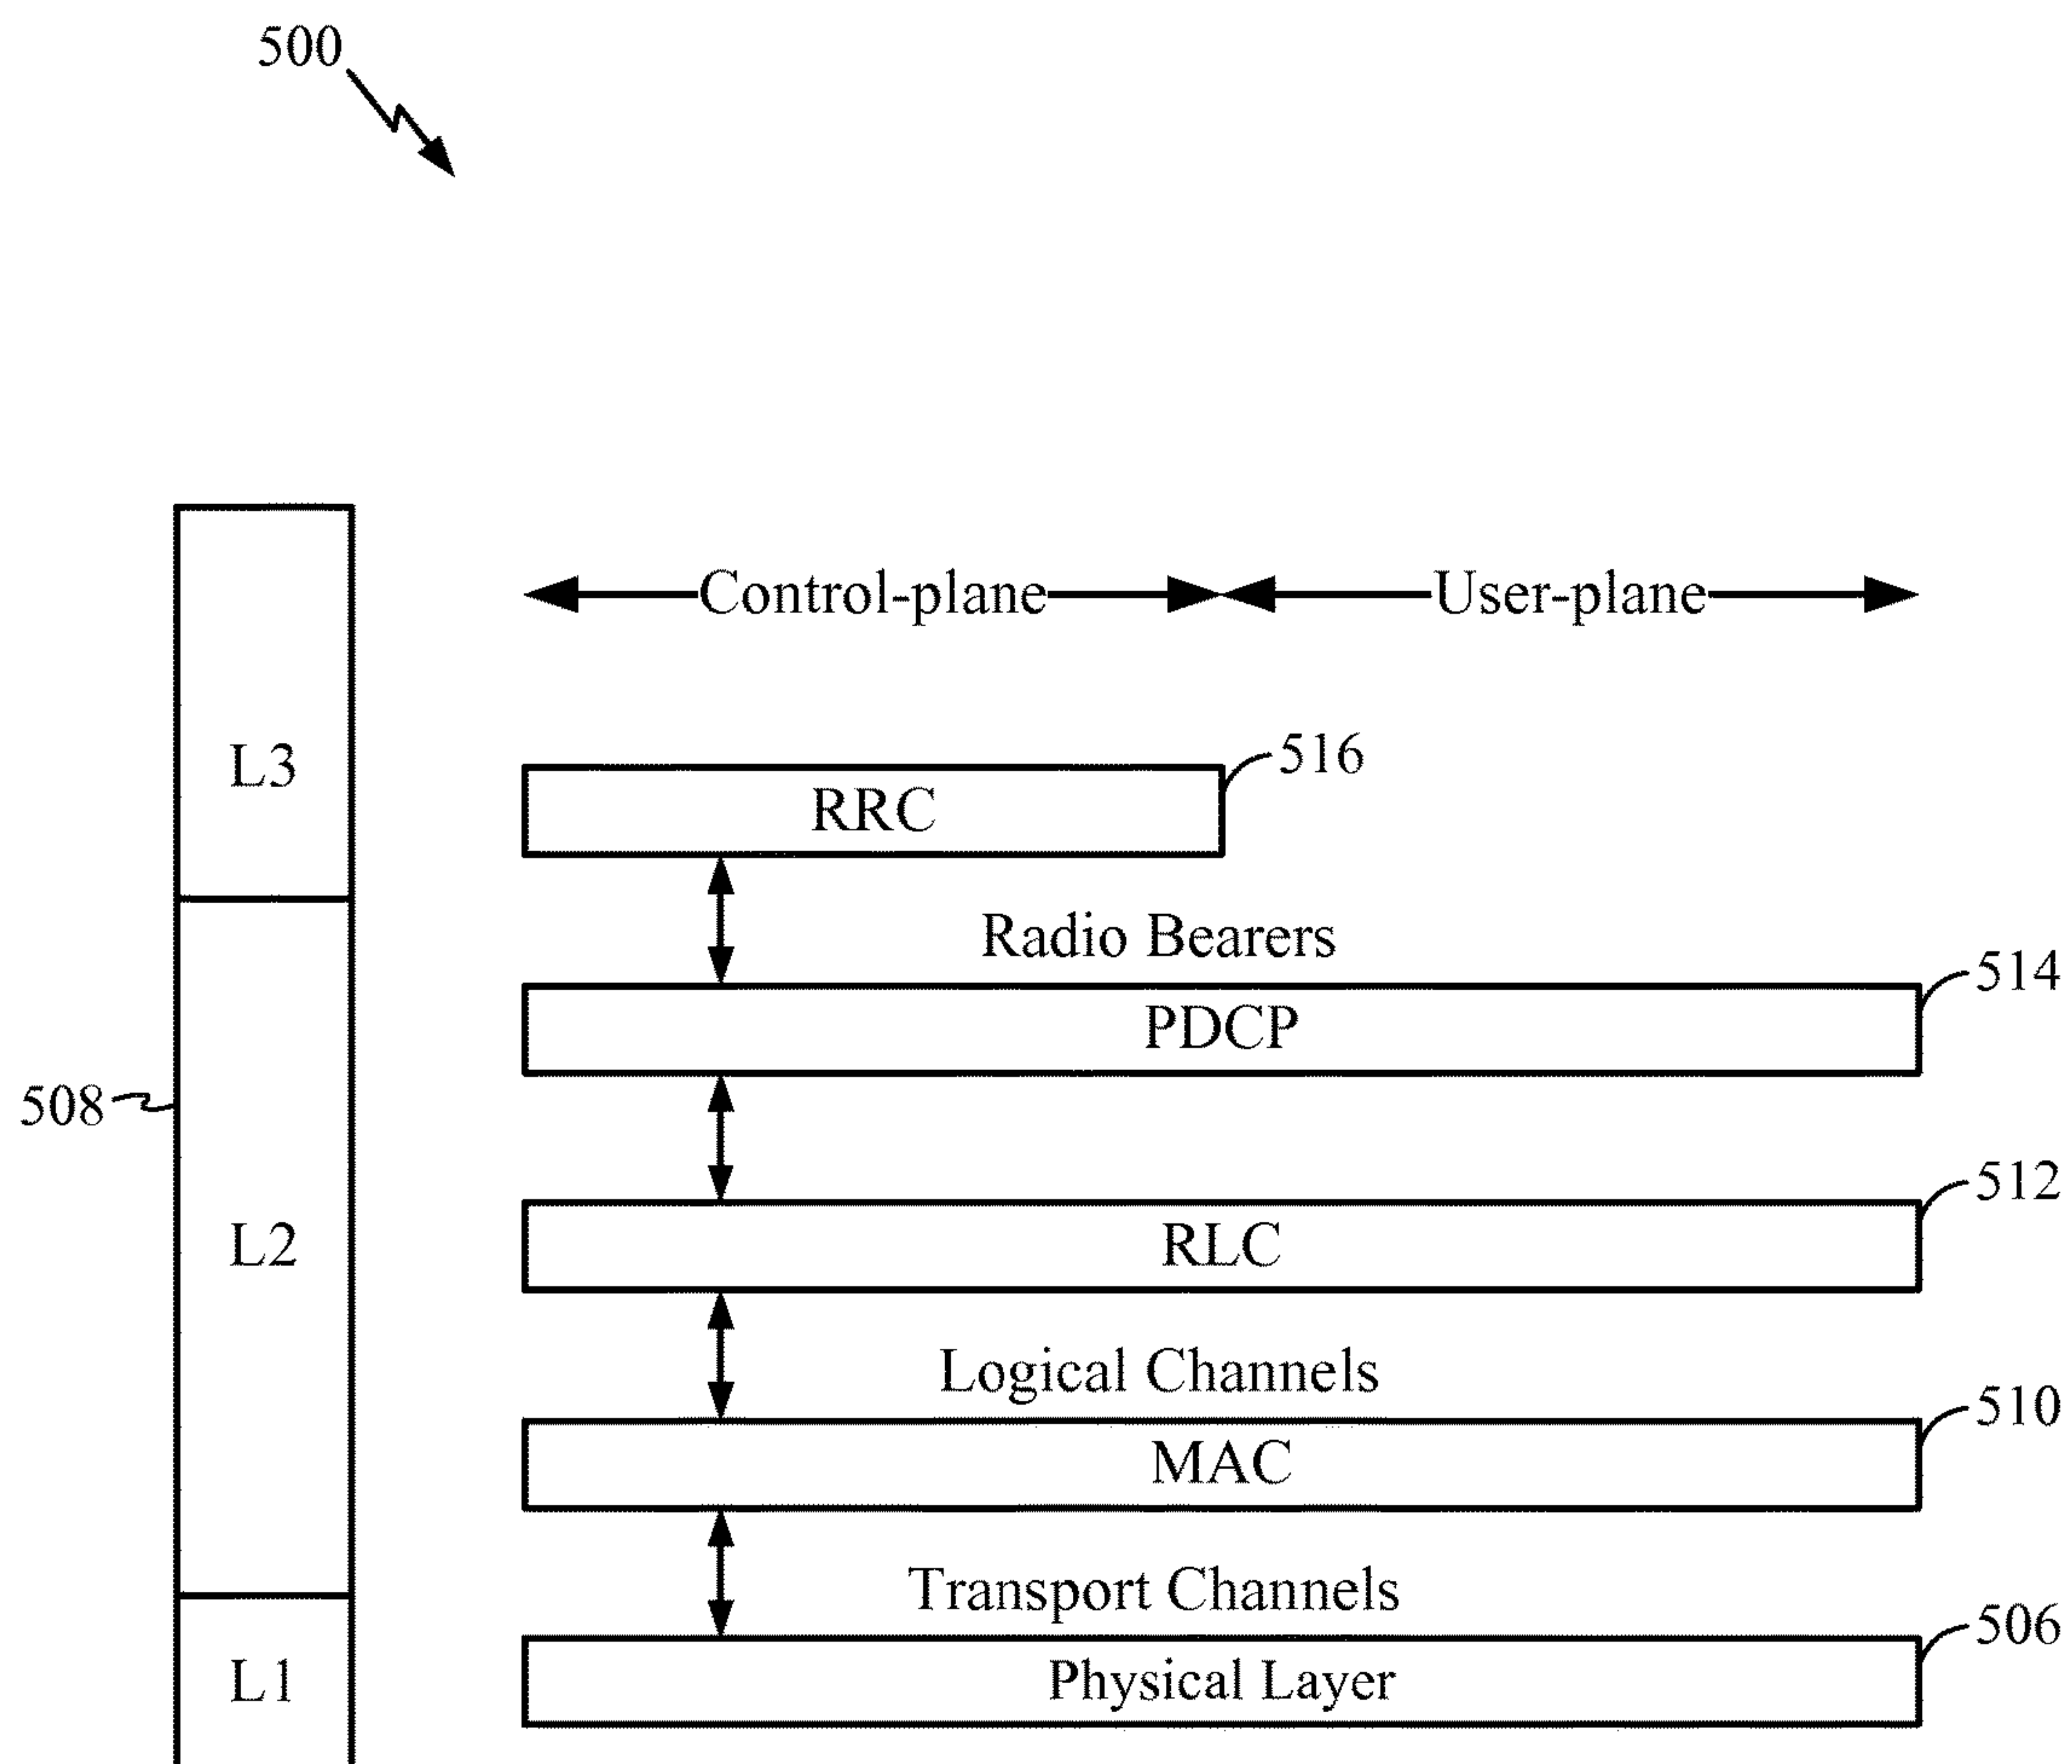 500
Control-plane
User-plane
L3
516
RRC
Radio Bearers
514
PDCP
508
512
L2
RLC
Logical Channels
510
MAC
Transport Channels
506
L1
Physical Layer